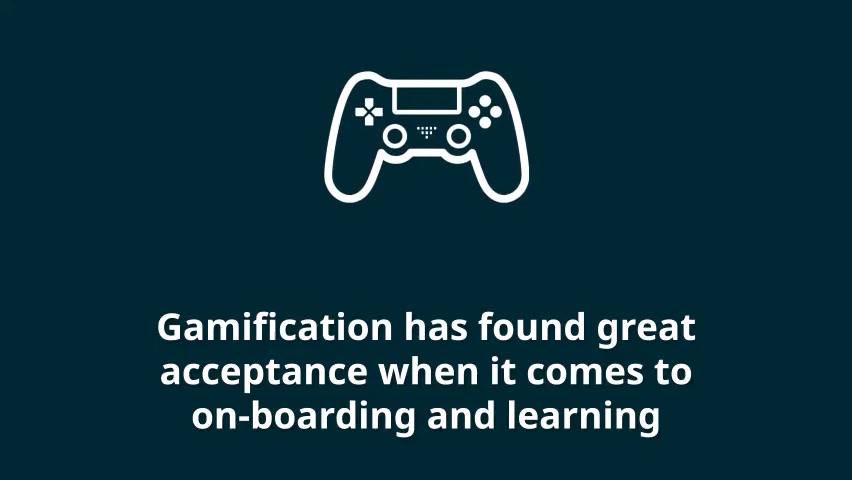 Gamification has found great
acceptance when it comes to
on-boarding and learning